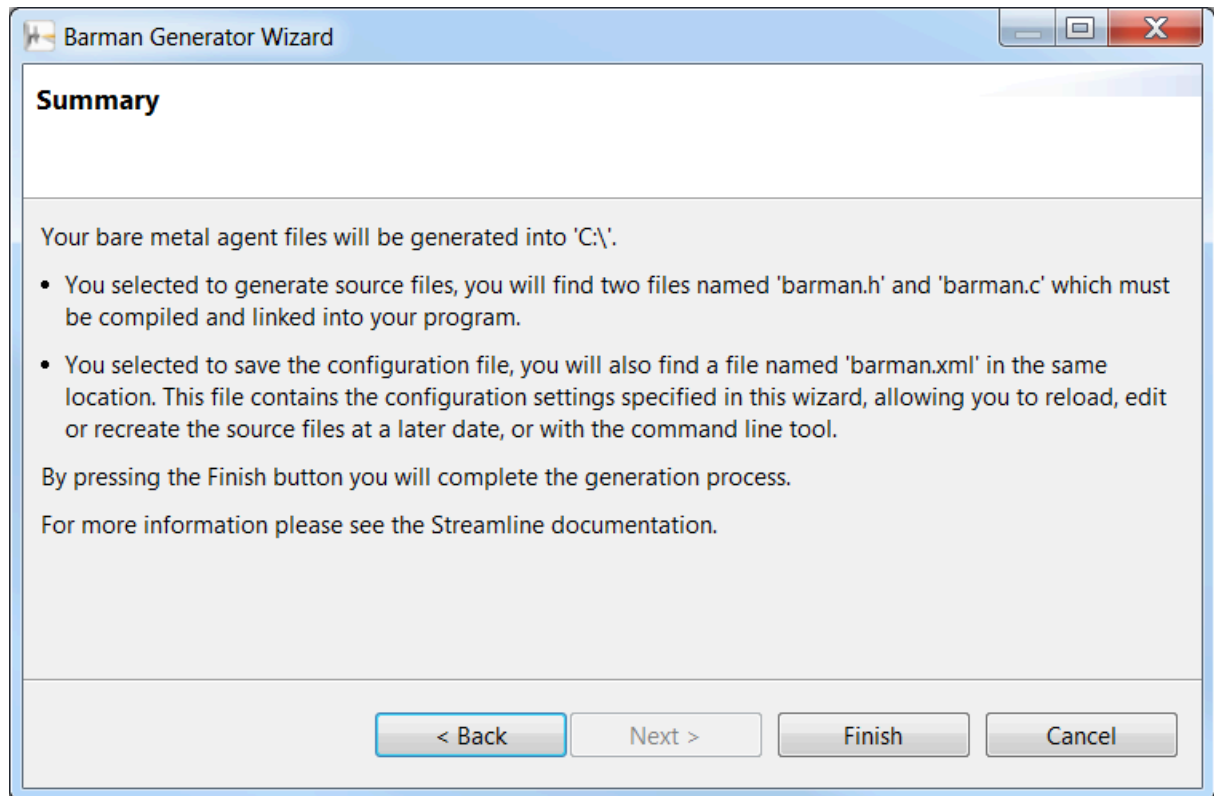 Barman Generator Wizard
Summary
Your bare metal agent files will be generated into 'C:\'.
• You selected to generate source files, you will find two files named 'barman.h' and 'barman.c' which must
be compiled and linked into your program.
• You selected to save the configuration file, you will also find a file named 'barman.xml' in the same
location. This file contains the configuration settings specified in this wizard, allowing you to reload, edit
or recreate the source files at a later date, or with the command line tool.
By pressing the Finish button you will complete the generation process.
For more information please see the Streamline documentation.
< Back Next > Finish Cancel